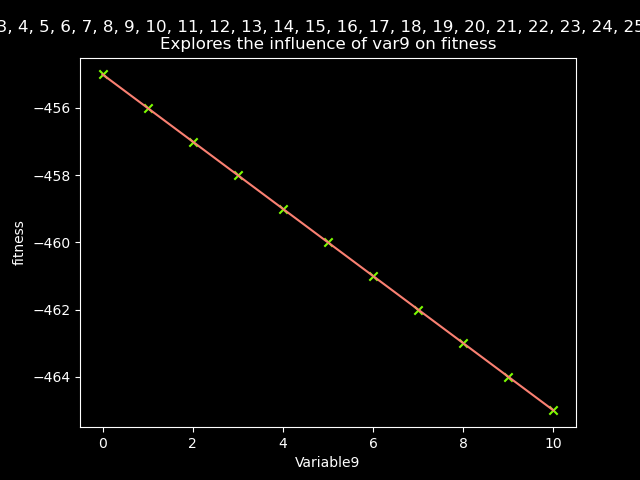 3, 4, 5, 6, 7, 8, 9, 10, 11, 12, 13, 14, 15, 16, 17, 18, 19, 20, 21, 22, 23, 24, 25
Explores the influence of var9 on fitness
−456
−458
−460
−462
−464
fitness
0 2 4 6 8 10
Variable9